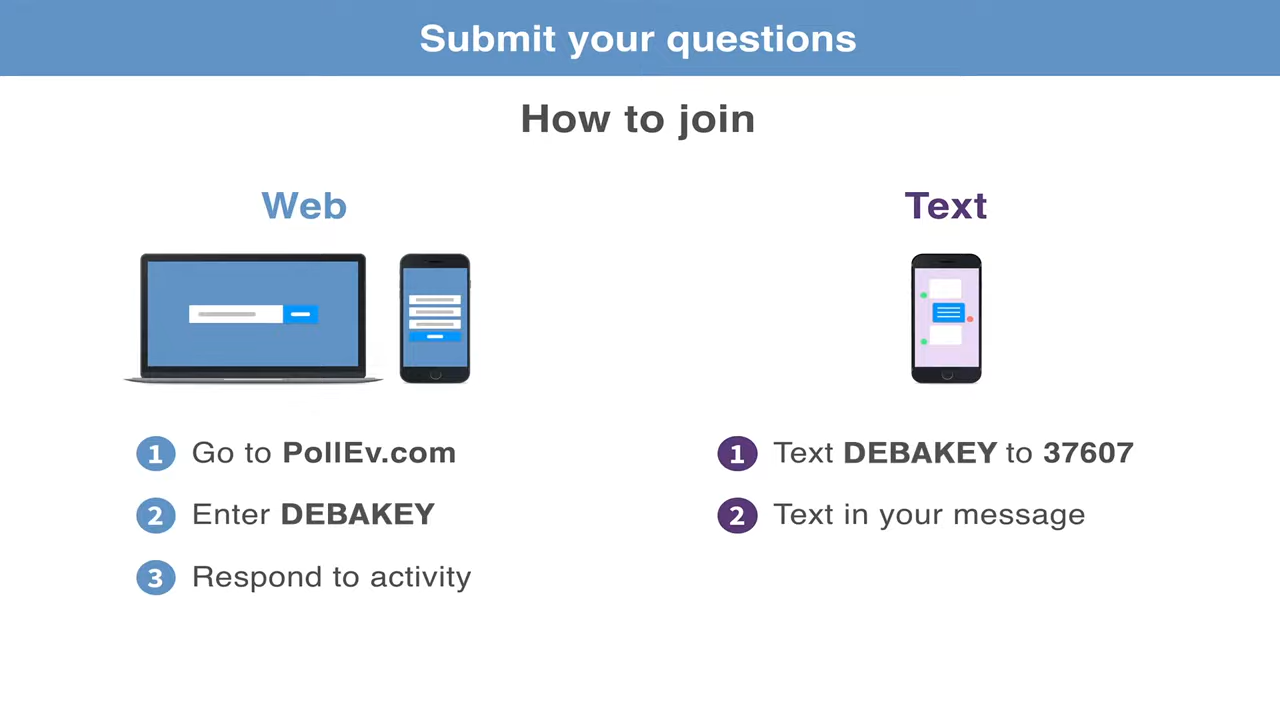 Submit your questions
How to join
Web
1 Go to PollEv.com
2 Enter DEBAKEY
3 Respond to activity
Text
1 Text DEBAKEY to 37607
2 Text in your message